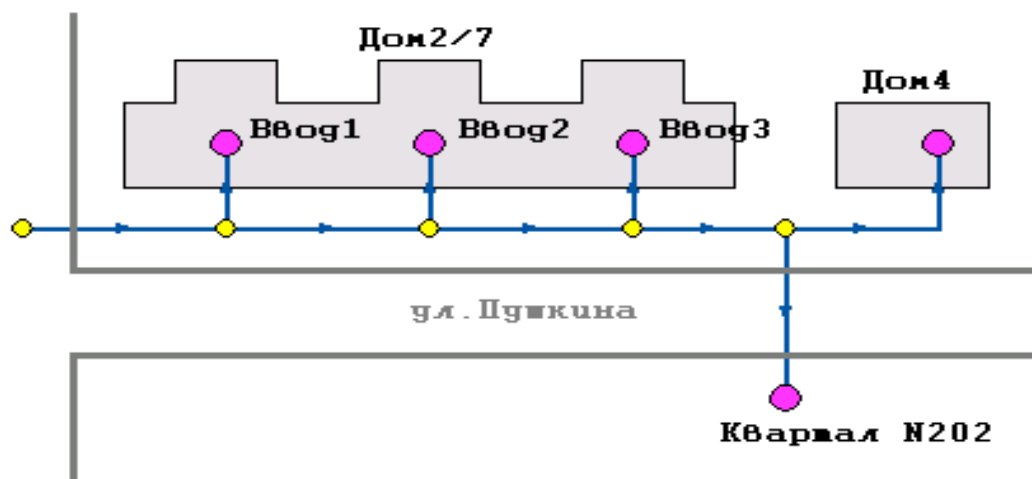 Дом2/7
Дом4
Ввод1
Ввод2
Ввод3
ул.Пушкина
Квартал N202